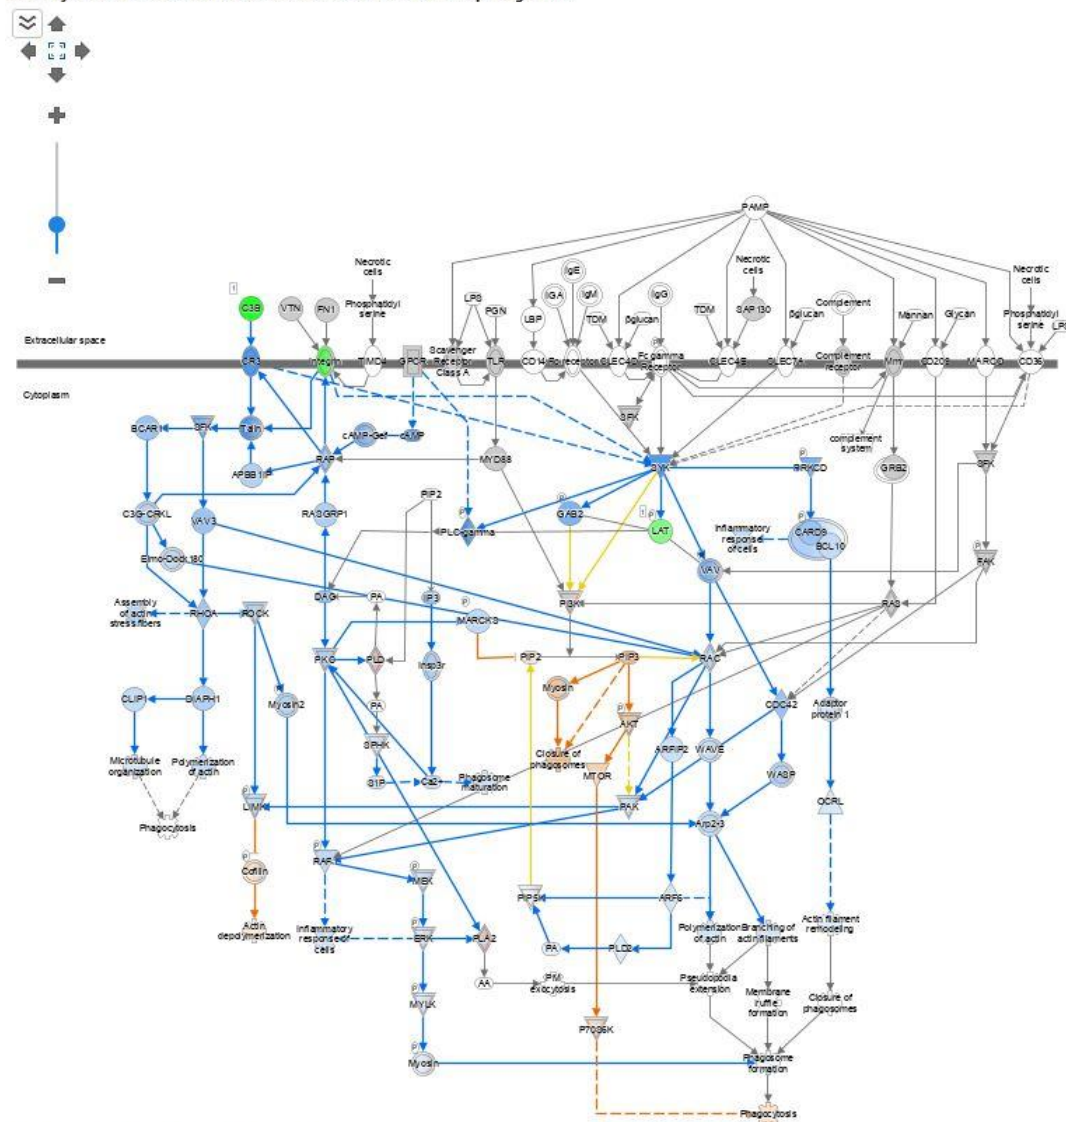 PAMP
Necrotic
cells
Necrotic
cells
Necrotic
cells
IgE
IGA
IgM
IgG
LPS
PGN
LBP
TDM
βglucan
TDM
SAP130
βglucan
Complement
Mannan
Glycan
Phosphatidyl
serine
LPS
1
C3B
VTN
FN1
Phosphatidyl
serine
Extracellular space
CR3
Integrin
TIMD4
GPCR
Scavenger
Receptor
Class A
TLR
CD14
Fc gamma
Receptor
CLEC4E
CLEC7A
Complement
receptor
CD209
MARCO
CD36
Cytoplasm
BCAR1
SFK
Talin
cAMP-Gef
cAMP
SFK
complement
system
APBB1IP
RAP
MYD88
SYK
PRKCD
GRB2
SFK
C3G-CRKL
VAV3
RASGRP1
PIP2
P
PLCgamma
P
GAB2
1
P
LAT
Inflammatory
response
of cells
P
CARD9
BCL10
Elmo-Dock180
VAV
P
FAK
Assembly
of actin
stress fibers
RHOA
ROCK
DAG
PA
IP3
P
MARCKS
PI3K
RAS
PKC
PLD
Insp3r
PIP2
PIP3
RAC
CLIP1
DIAPH1
Myosin2
PA
Myosin
P
AKT
CDC42
Adaptor
protein 1
Microtubule
organization
Polymerization
of actin
SPHK
S1P
Ca2+
Phagosome
maturation
Closure of
phagosomes
MTOR
ARFIP2
WAVE
WASP
Phagocytosis
P
LIMK
P
PAK
Arp2-3
OCRL
P
Cofilin
P
RAF1
P
MEK
PIP5K
ARF6
Actin
depolymerization
Inflammatory
response of
cells
P
ERK
P
PLA2
PA
PLD2
Polymerization
of actin
Branching of
actin filaments
Actin filament
remodeling
AA
PM
exocytosis
Pseudopodia
extension
Membrane
ruffle
formation
Closure of
phagosomes
P
MYLK
P
P70S6K
P
Myosin
Phagosome
formation
Phagocytosis